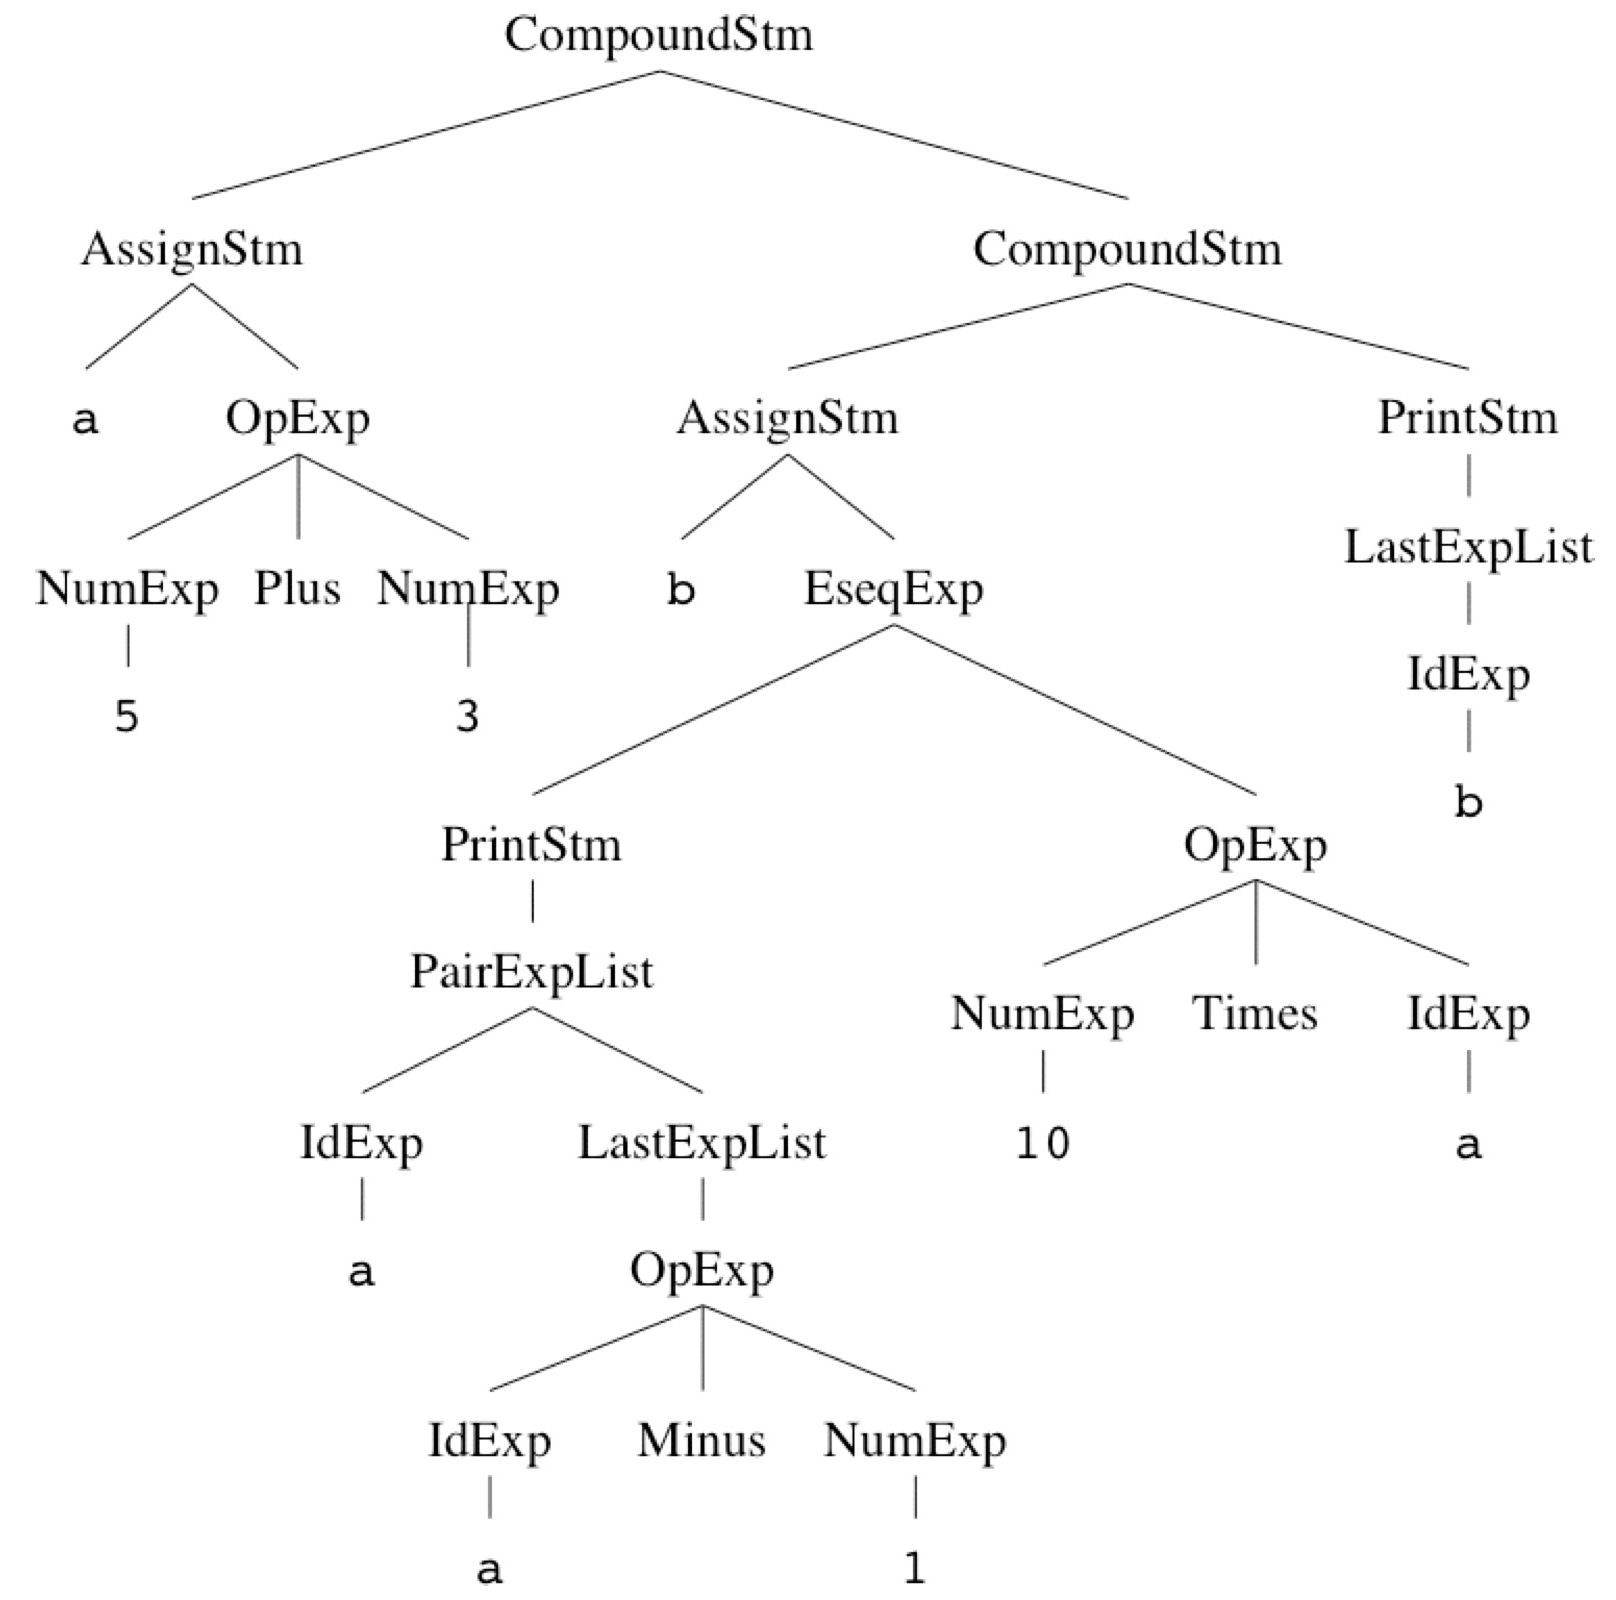 CompoundStm
AssignStm CompoundStm
a OpExp AssignStm PrintStm
LastExpList
NumExp Plus NumExp b EseqExp
IdExp
5 3
b
PrintStm OpExp
PairExpList
NumExp Times IdExp
IdExp LastExpList 10 a
a OpExp
IdExp Minus NumExp
a 1